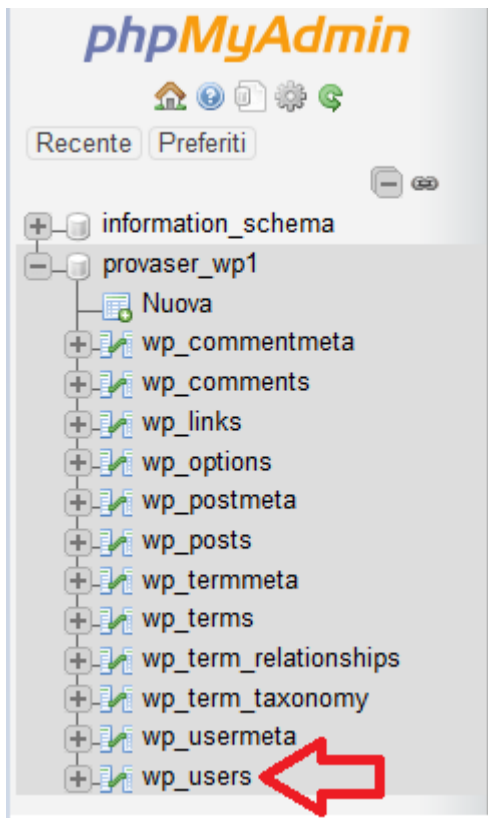 phpMyAdmin
Recente Preferiti
information_schema
provaser_wp1
Nuova
wp_commentmeta
wp_comments
wp_links
wp_options
wp_postmeta
wp_posts
wp_termmeta
wp_terms
wp_term_relationships
wp_term_taxonomy
wp_usermeta
wp_users